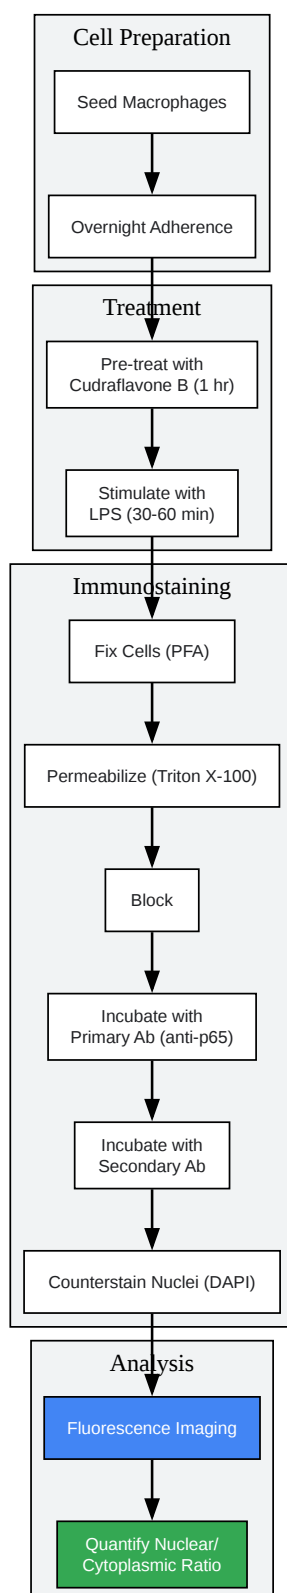 Cell Preparation
Seed Macrophages
Overnight Adherence
Treatment
Pre-treat with
Cudraflavone B (1 hr)
Stimulate with
LPS (30-60 min)
Immunostaining
Fix Cells (PFA)
Permeabilize (Triton X-100)
Block
Incubate with
Primary Ab (anti-p65)
Incubate with
Secondary Ab
Counterstain Nuclei (DAPI)
Analysis
Fluorescence Imaging
Quantify Nuclear/
Cytoplasmic Ratio